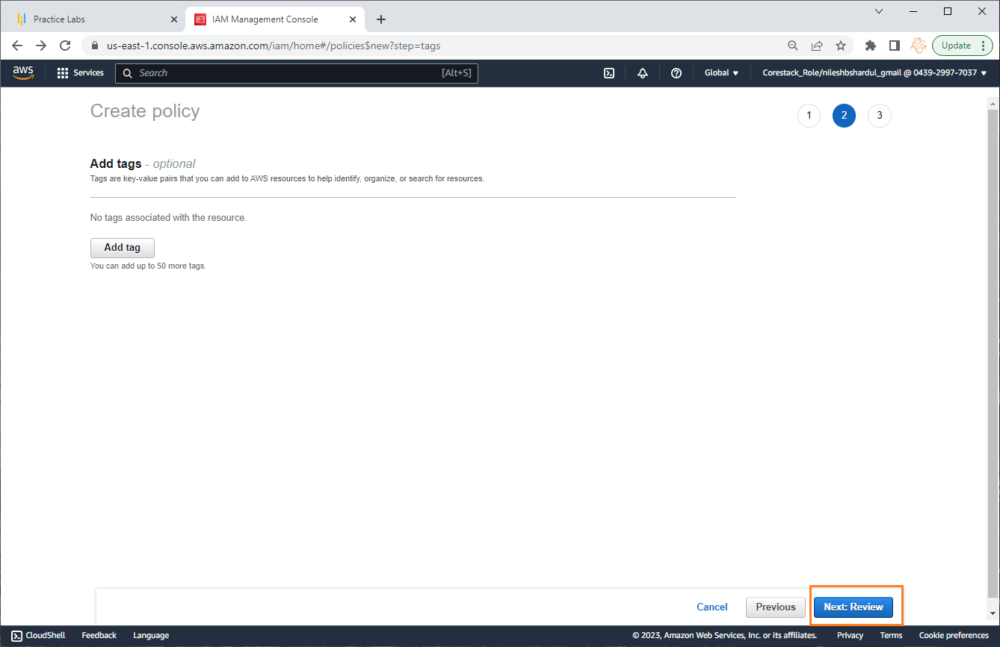 Practice Labs
IAM Management Console
us-east-1.console.aws.amazon.com/iam/home#/policies$new?step=tags
Update
aws
Services
Search
[Alt+S]
Global
Corestack_Role/nileshbshardul_gmail @ 0439-2997-7037
Create policy
1
2
3
Add tags - optional
Tags are key-value pairs that you can add to AWS resources to help identify, organize, or search for resources.
No tags associated with the resource.
Add tag
You can add up to 50 more tags.
Cancel
Previous
Next: Review
CloudShell
Feedback
Language
© 2023, Amazon Web Services, Inc. or its affiliates.
Privacy
Terms
Cookie preferences